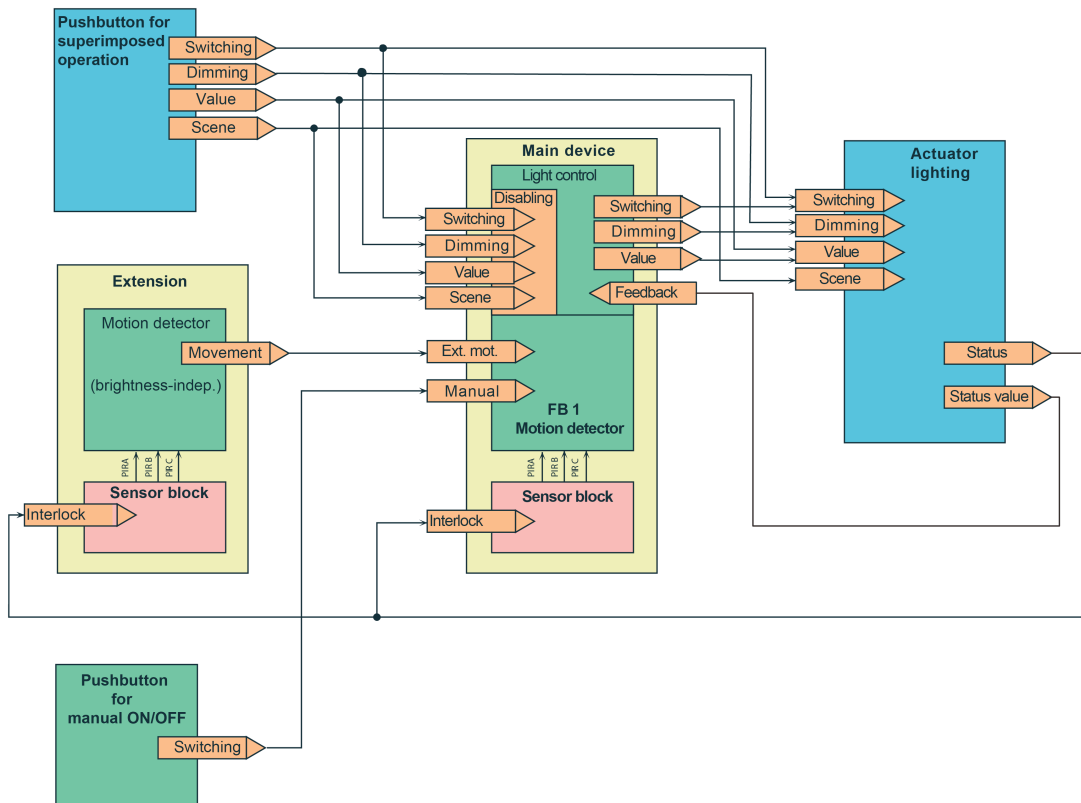 Pushbutton for
superimposed
operation
Switching
Dimming
Value
Scene
Main device
Light control
Disabling
Switching
Dimming
Value
Scene
Switching
Dimming
Value
Feedback
Ext. mot.
Manual
FB 1
Motion detector
PIR A
PIR B
PIR C
Sensor block
Interlock
Actuator
lighting
Switching
Dimming
Value
Scene
Status
Status value
Extension
Motion detector
Movement
(brightness-indep.)
PIR A
PIR B
PIR C
Sensor block
Interlock
Pushbutton
for
manual ON/OFF
Switching